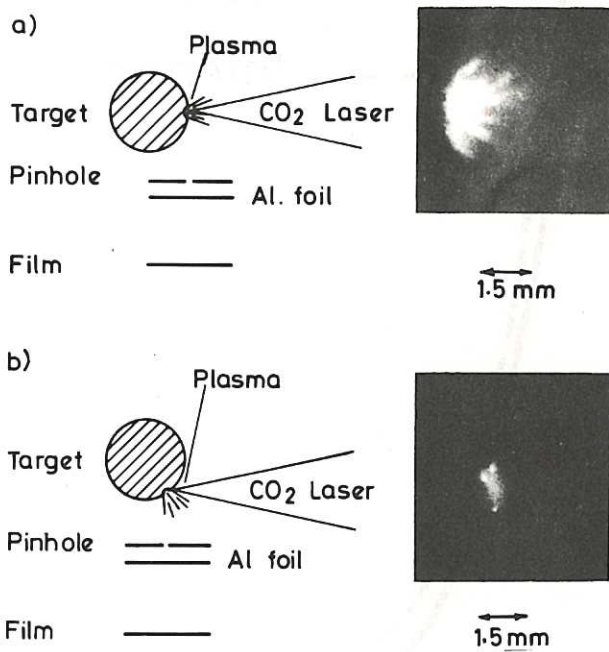 a)
Plasma
Target
CO2 Laser
Pinhole
Al. foil
Film
1.5 mm
b)
Plasma
Target
CO2 Laser
Pinhole
Al foil
Film
1.5 mm